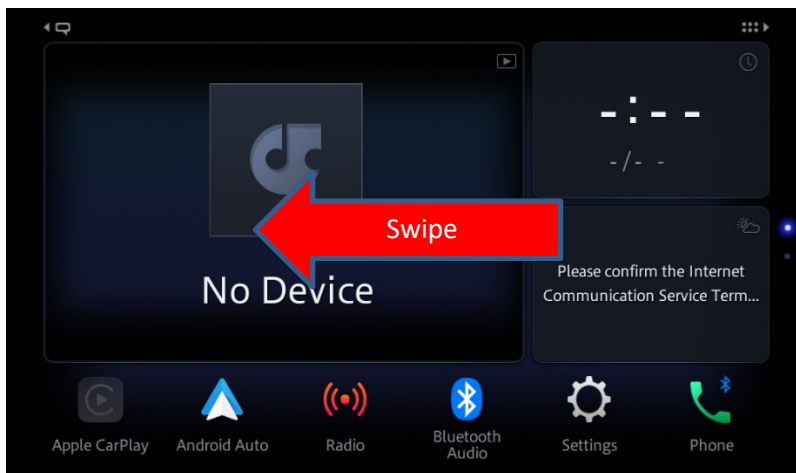 -:--
-/--
Swipe
No Device
Please confirm the Internet
Communication Service Term...
Apple CarPlay
Android Auto
Radio
Bluetooth
Audio
Settings
Phone